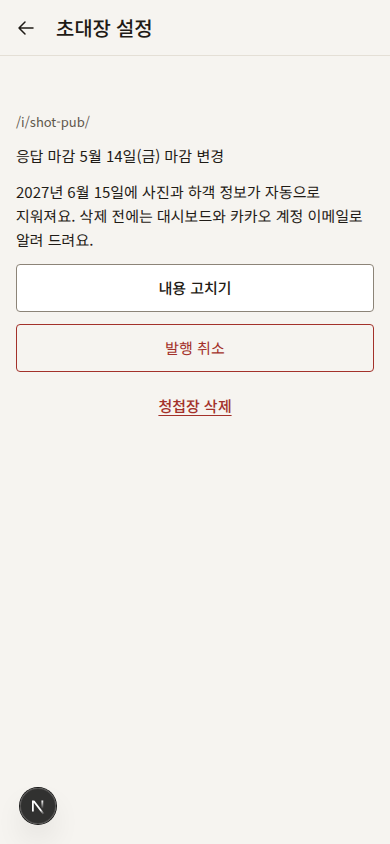 초대장 설정
/i/shot-pub/
응답 마감 5월 14일(금) 마감 변경
2027년 6월 15일에 사진과 하객 정보가 자동으로
지워져요. 삭제 전에는 대시보드와 카카오 계정 이메일로
알려 드려요.
내용 고치기
발행 취소
청첩장 삭제
N